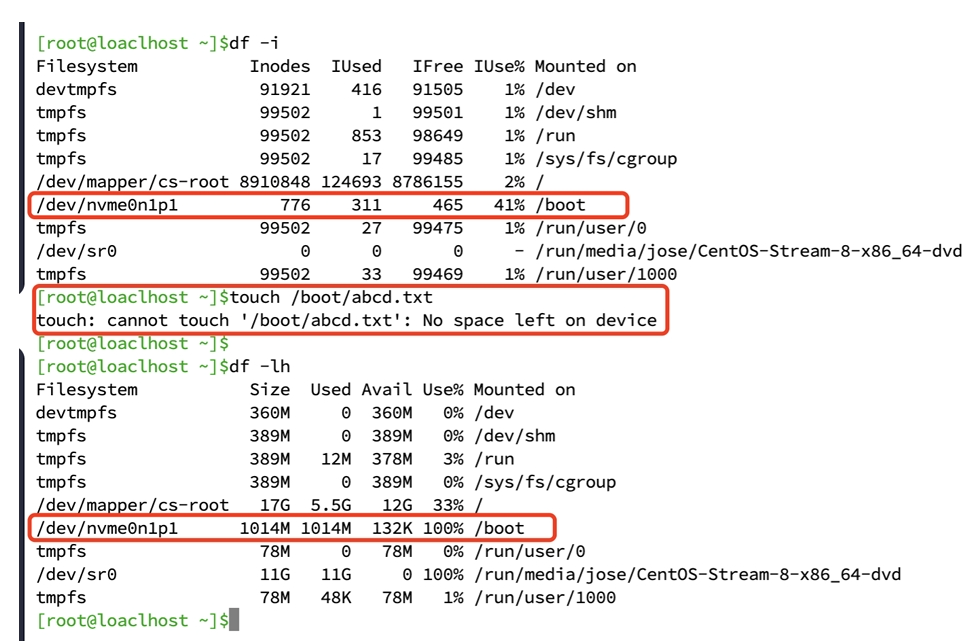 [root@loaclhost ~]$df -i
Filesystem           Inodes  IUsed   IFree IUse% Mounted on
devtmpfs              91921    416   91505    1% /dev
tmpfs                 99502      1   99501    1% /dev/shm
tmpfs                 99502    853   98649    1% /run
tmpfs                 99502     17   99485    1% /sys/fs/cgroup
/dev/mapper/cs-root 8910848 124693 8786155    2% /
/dev/nvme0n1p1          776    311     465   41% /boot
tmpfs                 99502     27   99475    1% /run/user/0
/dev/sr0                  0      0       0     - /run/media/jose/CentOS-Stream-8-x86_64-dvd
tmpfs                 99502     33   99469    1% /run/user/1000
[root@loaclhost ~]$touch /boot/abcd.txt
touch: cannot touch '/boot/abcd.txt': No space left on device
[root@loaclhost ~]$
[root@loaclhost ~]$df -lh
Filesystem           Size  Used Avail Use% Mounted on
devtmpfs             360M     0  360M   0% /dev
tmpfs                389M     0  389M   0% /dev/shm
tmpfs                389M   12M  378M   3% /run
tmpfs                389M     0  389M   0% /sys/fs/cgroup
/dev/mapper/cs-root   17G  5.5G   12G  33% /
/dev/nvme0n1p1      1014M 1014M  132K 100% /boot
tmpfs                 78M     0   78M   0% /run/user/0
/dev/sr0              11G   11G     0 100% /run/media/jose/CentOS-Stream-8-x86_64-dvd
tmpfs                 78M   48K   78M   1% /run/user/1000
[root@loaclhost ~]$